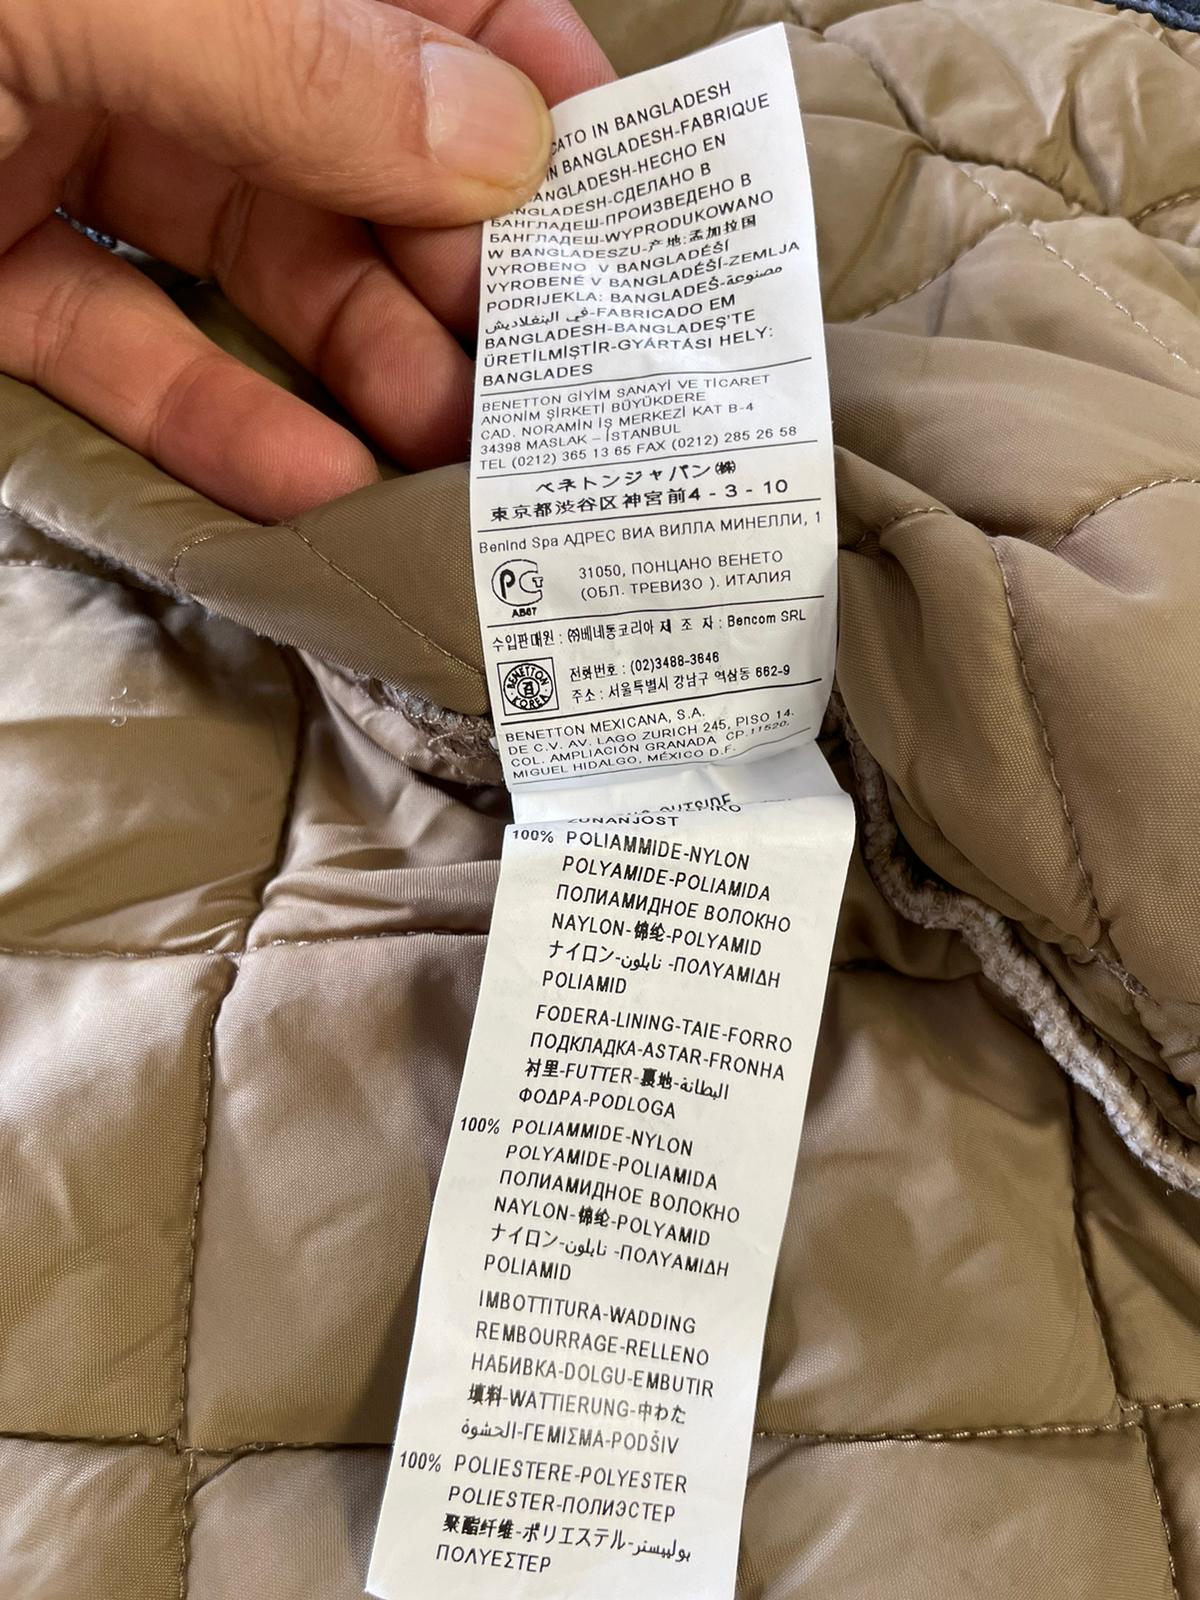 CATO IN BANGLADESH
IN BANGLADESH-FABRIQUE
BANGLADESH-HECHO EN
BANGLADESH-СДЕЛАНО В
БАНГЛАДЕШ-ПРОИЗВЕДЕНО В
БАНГЛАДЕШ-WYPRODUKOWANO
W BANGLADESZU-产地:孟加拉国
VYROBENO V BANGLADÉŠI
VYROBENÉ V BANGLADÉŠI-ZEMLJA
PODRIJEKLA: BANGLADEŠ-مصنوعة
في البنغلاديش-FABRICADO EM
BANGLADESH-BANGLADEŞ'TE
ÜRETİLMİŞTİR-GYÁRTÁSI HELY:
BANGLADES
BENETTON GİYİM SANAYİ VE TİCARET
ANONİM ŞİRKETİ BÜYÜKDERE
CAD. NORAMİN İŞ MERKEZİ KAT B-4
34398 MASLAK – İSTANBUL
TEL (0212) 365 13 65 FAX (0212) 285 26 58
ベネトンジャパン㈱
東京都渋谷区神宮前4-3-10
BenInd Spa АДРЕС ВИА ВИЛЛА МИНЕЛЛИ, 1
31050, ПОНЦАНО ВЕНЕТО
(ОБЛ. ТРЕВИЗО ). ИТАЛИЯ
АВ67
수입판매원 : ㈜베네통코리아 제 조 자 : Bencom SRL
BENETTON KOREA
전화번호 : (02)3488-3646
주소 : 서울특별시 강남구 역삼동 662-9
BENETTON MEXICANA, S.A.
DE C.V. AV. LAGO ZURICH 245, PISO 14.
COL. AMPLIACIÓN GRANADA CP.11520.
MIGUEL HIDALGO, MÉXICO D.F.
OUTSIDE
ZUNANJOST
100% POLIAMMIDE-NYLON
POLYAMIDE-POLIAMIDA
ПОЛИАМИДНОЕ ВОЛОКНО
NAYLON-锦纶-POLYAMID
ナイロン-نايلون -ΠΟΛΥΑΜΙΔΗ
POLIAMID
FODERA-LINING-TAIE-FORRO
ПОДКЛАДКА-ASTAR-FRONHA
衬里-FUTTER-裏地-البطانة
ΦΟΔΡΑ-PODLOGA
100% POLIAMMIDE-NYLON
POLYAMIDE-POLIAMIDA
ПОЛИАМИДНОЕ ВОЛОКНО
NAYLON-锦纶-POLYAMID
ナイロン-نايلون -ΠΟΛΥΑΜΙΔΗ
POLIAMID
IMBOTTITURA-WADDING
REMBOURRAGE-RELLENO
НАБИВКА-DOLGU-EMBUTIR
填料-WATTIERUNG-中わた
الحشوة-ΓΕΜΙΣΜΑ-PODŠIV
100% POLIESTERE-POLYESTER
POLIESTER-ПОЛИЭСТЕР
聚酯纤维-ポリエステル-بوليستر
ΠΟΛΥΕΣΤΕΡ